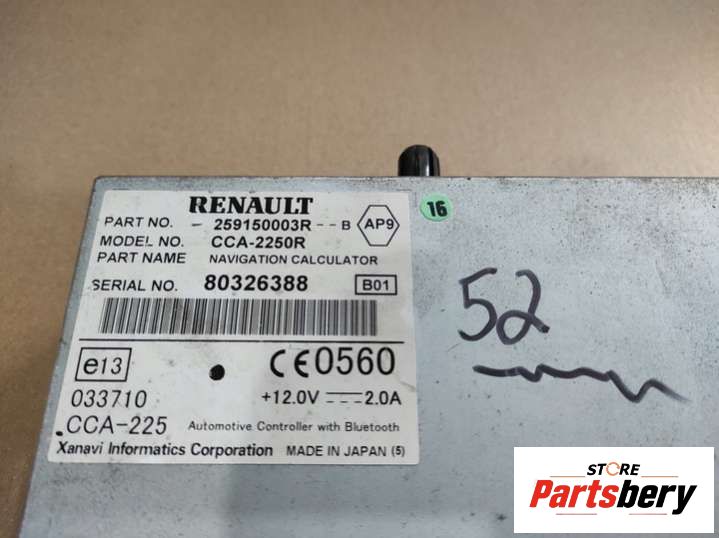 RENAULT
PART NO. - 259150003R -- B AP9
MODEL NO. CCA-2250R
PART NAME NAVIGATION CALCULATOR
SERIAL NO. 80326388 B01
e13 CE0560
033710 +12.0V 2.0A
CCA-225 Automotive Controller with Bluetooth
Xanavi Informatics Corporation MADE IN JAPAN (5)
16
52
STORE
Partsbery